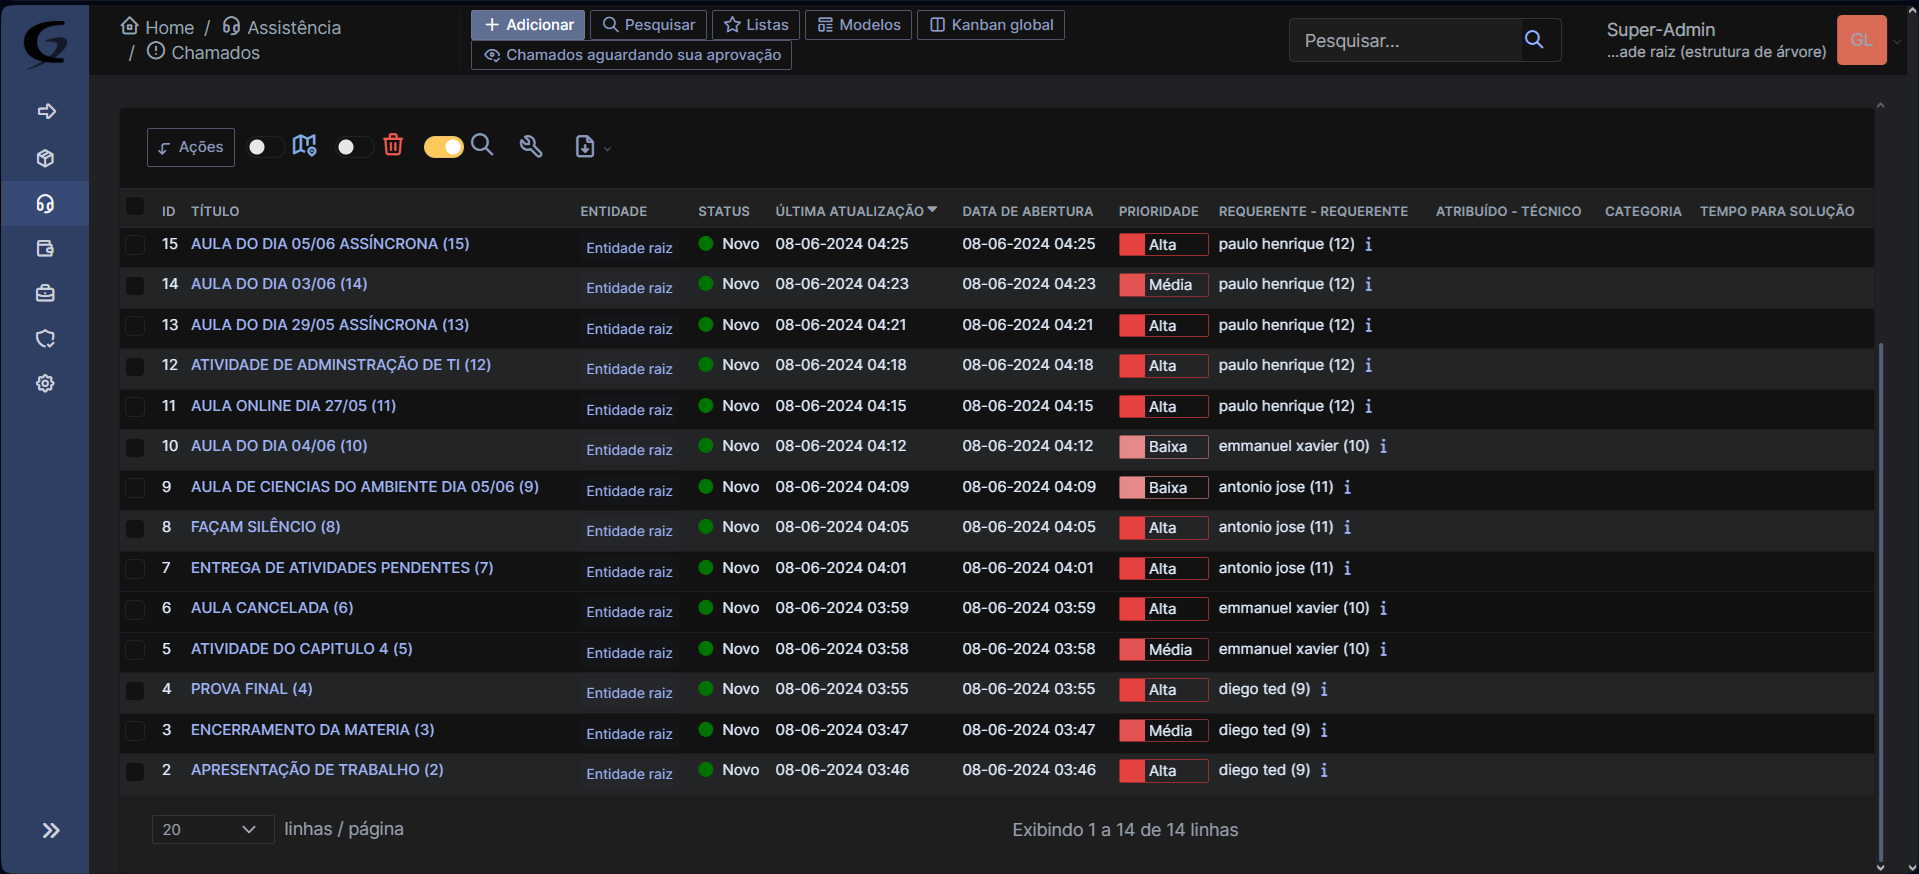 Home / Assistência
/ Chamados
+ Adicionar
Pesquisar
Listas
Modelos
Kanban global
Chamados aguardando sua aprovação
Pesquisar...
Super-Admin
...ade raiz (estrutura de árvore)
GL
Ações
ID TÍTULO ENTIDADE STATUS ÚLTIMA ATUALIZAÇÃO DATA DE ABERTURA PRIORIDADE REQUERENTE - REQUERENTE ATRIBUÍDO - TÉCNICO CATEGORIA TEMPO PARA SOLUÇÃO
15 AULA DO DIA 05/06 ASSÍNCRONA (15) Entidade raiz Novo 08-06-2024 04:25 08-06-2024 04:25 Alta paulo henrique (12)
14 AULA DO DIA 03/06 (14) Entidade raiz Novo 08-06-2024 04:23 08-06-2024 04:23 Média paulo henrique (12)
13 AULA DO DIA 29/05 ASSÍNCRONA (13) Entidade raiz Novo 08-06-2024 04:21 08-06-2024 04:21 Alta paulo henrique (12)
12 ATIVIDADE DE ADMINSTRAÇÃO DE TI (12) Entidade raiz Novo 08-06-2024 04:18 08-06-2024 04:18 Alta paulo henrique (12)
11 AULA ONLINE DIA 27/05 (11) Entidade raiz Novo 08-06-2024 04:15 08-06-2024 04:15 Alta paulo henrique (12)
10 AULA DO DIA 04/06 (10) Entidade raiz Novo 08-06-2024 04:12 08-06-2024 04:12 Baixa emmanuel xavier (10)
9 AULA DE CIENCIAS DO AMBIENTE DIA 05/06 (9) Entidade raiz Novo 08-06-2024 04:09 08-06-2024 04:09 Baixa antonio jose (11)
8 FAÇAM SILÊNCIO (8) Entidade raiz Novo 08-06-2024 04:05 08-06-2024 04:05 Alta antonio jose (11)
7 ENTREGA DE ATIVIDADES PENDENTES (7) Entidade raiz Novo 08-06-2024 04:01 08-06-2024 04:01 Alta antonio jose (11)
6 AULA CANCELADA (6) Entidade raiz Novo 08-06-2024 03:59 08-06-2024 03:59 Alta emmanuel xavier (10)
5 ATIVIDADE DO CAPITULO 4 (5) Entidade raiz Novo 08-06-2024 03:58 08-06-2024 03:58 Média emmanuel xavier (10)
4 PROVA FINAL (4) Entidade raiz Novo 08-06-2024 03:55 08-06-2024 03:55 Alta diego ted (9)
3 ENCERRAMENTO DA MATERIA (3) Entidade raiz Novo 08-06-2024 03:47 08-06-2024 03:47 Média diego ted (9)
2 APRESENTAÇÃO DE TRABALHO (2) Entidade raiz Novo 08-06-2024 03:46 08-06-2024 03:46 Alta diego ted (9)
20 linhas / página
Exibindo 1 a 14 de 14 linhas